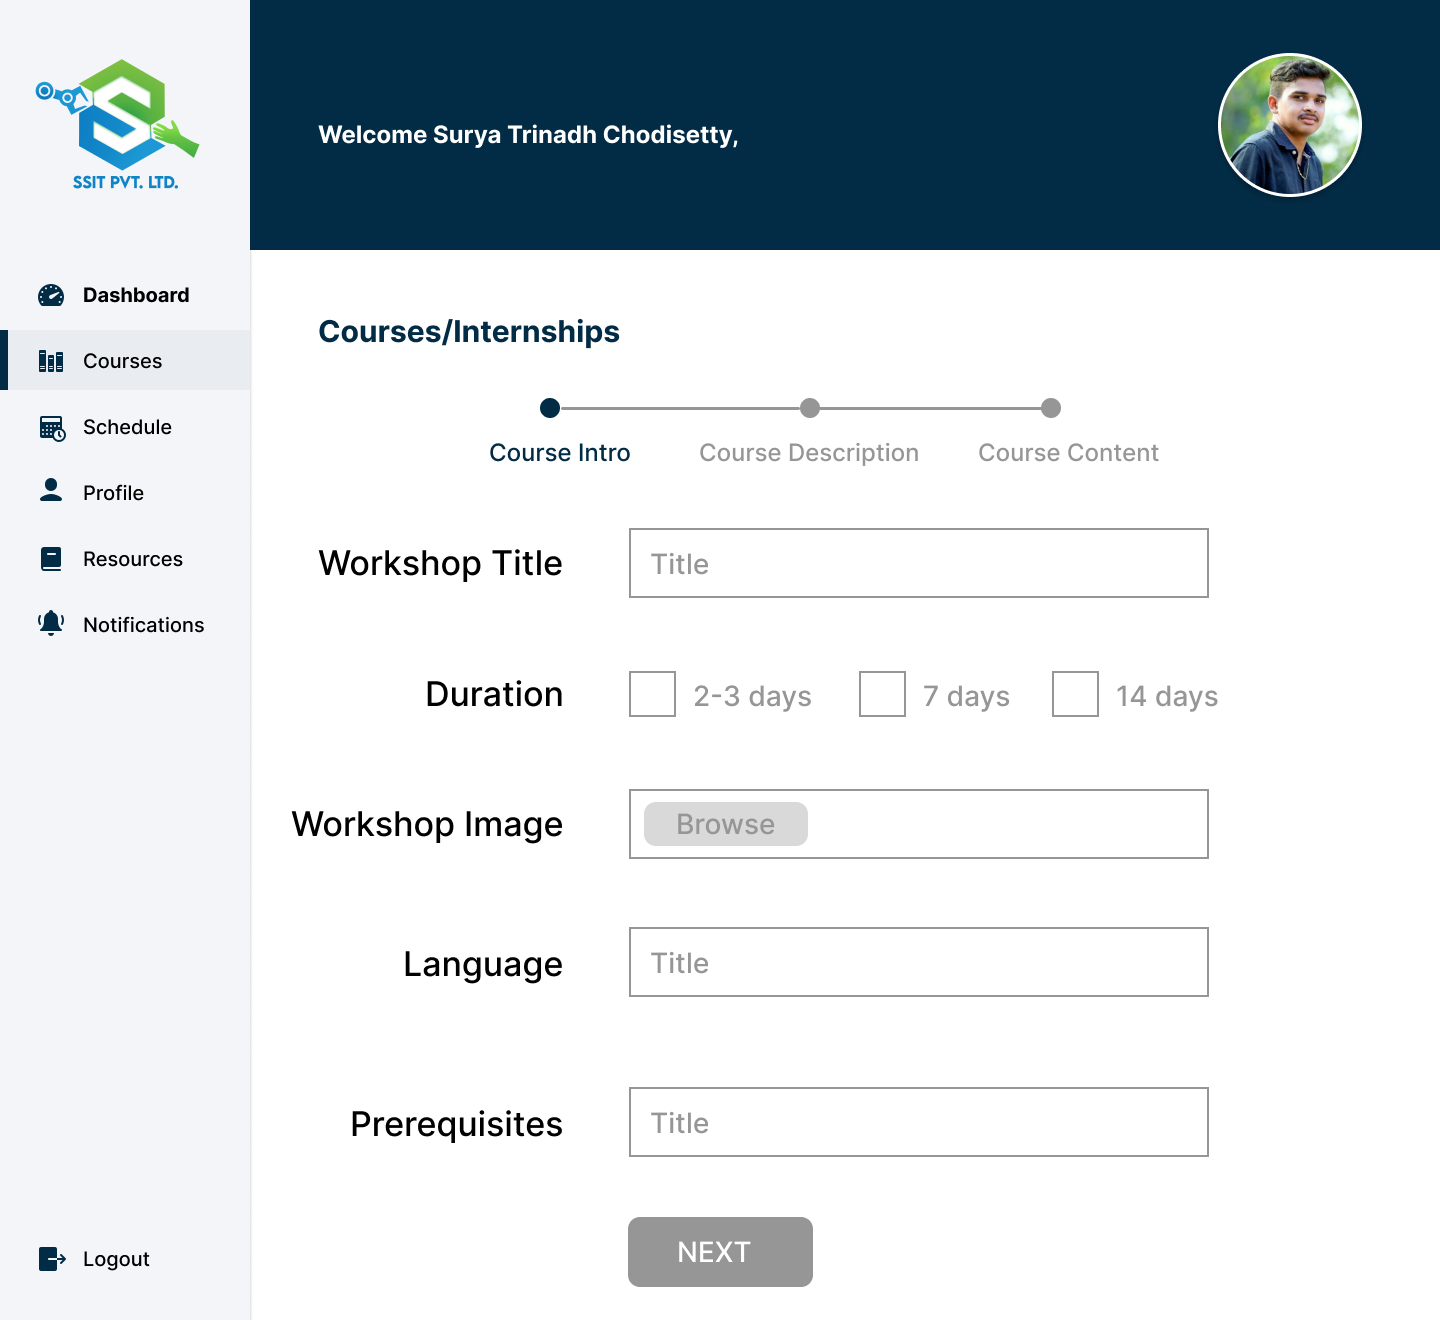 SSIT PVT. LTD.
Welcome Surya Trinadh Chodisetty,
Dashboard
Courses
Schedule
Profile
Resources
Notifications
Logout
Courses/Internships
Course Intro
Course Description
Course Content
Workshop Title
Title
Duration
2-3 days
7 days
14 days
Workshop Image
Browse
Language
Title
Prerequisites
Title
NEXT